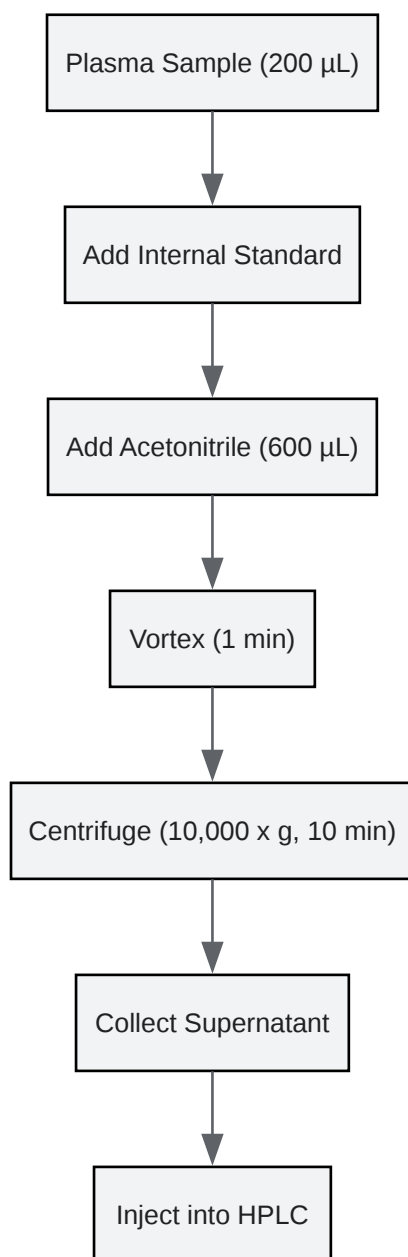 Plasma Sample (200 µL)
Add Internal Standard
Add Acetonitrile (600 µL)
Vortex (1 min)
Centrifuge (10,000 x g, 10 min)
Collect Supernatant
Inject into HPLC